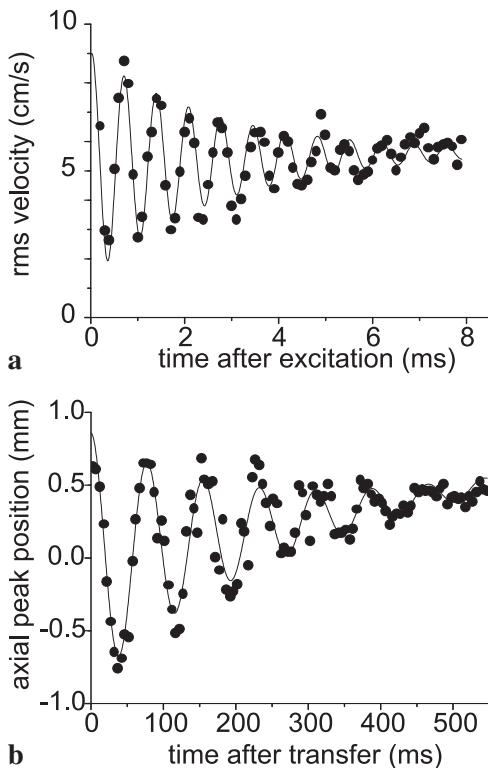 10
5
0
rms velocity (cm/s)
0 2 4 6 8
a
time after excitation (ms)
1.0
0.5
0.0
-0.5
-1.0
axial peak position (mm)
0 100 200 300 400 500
b
time after transfer (ms)